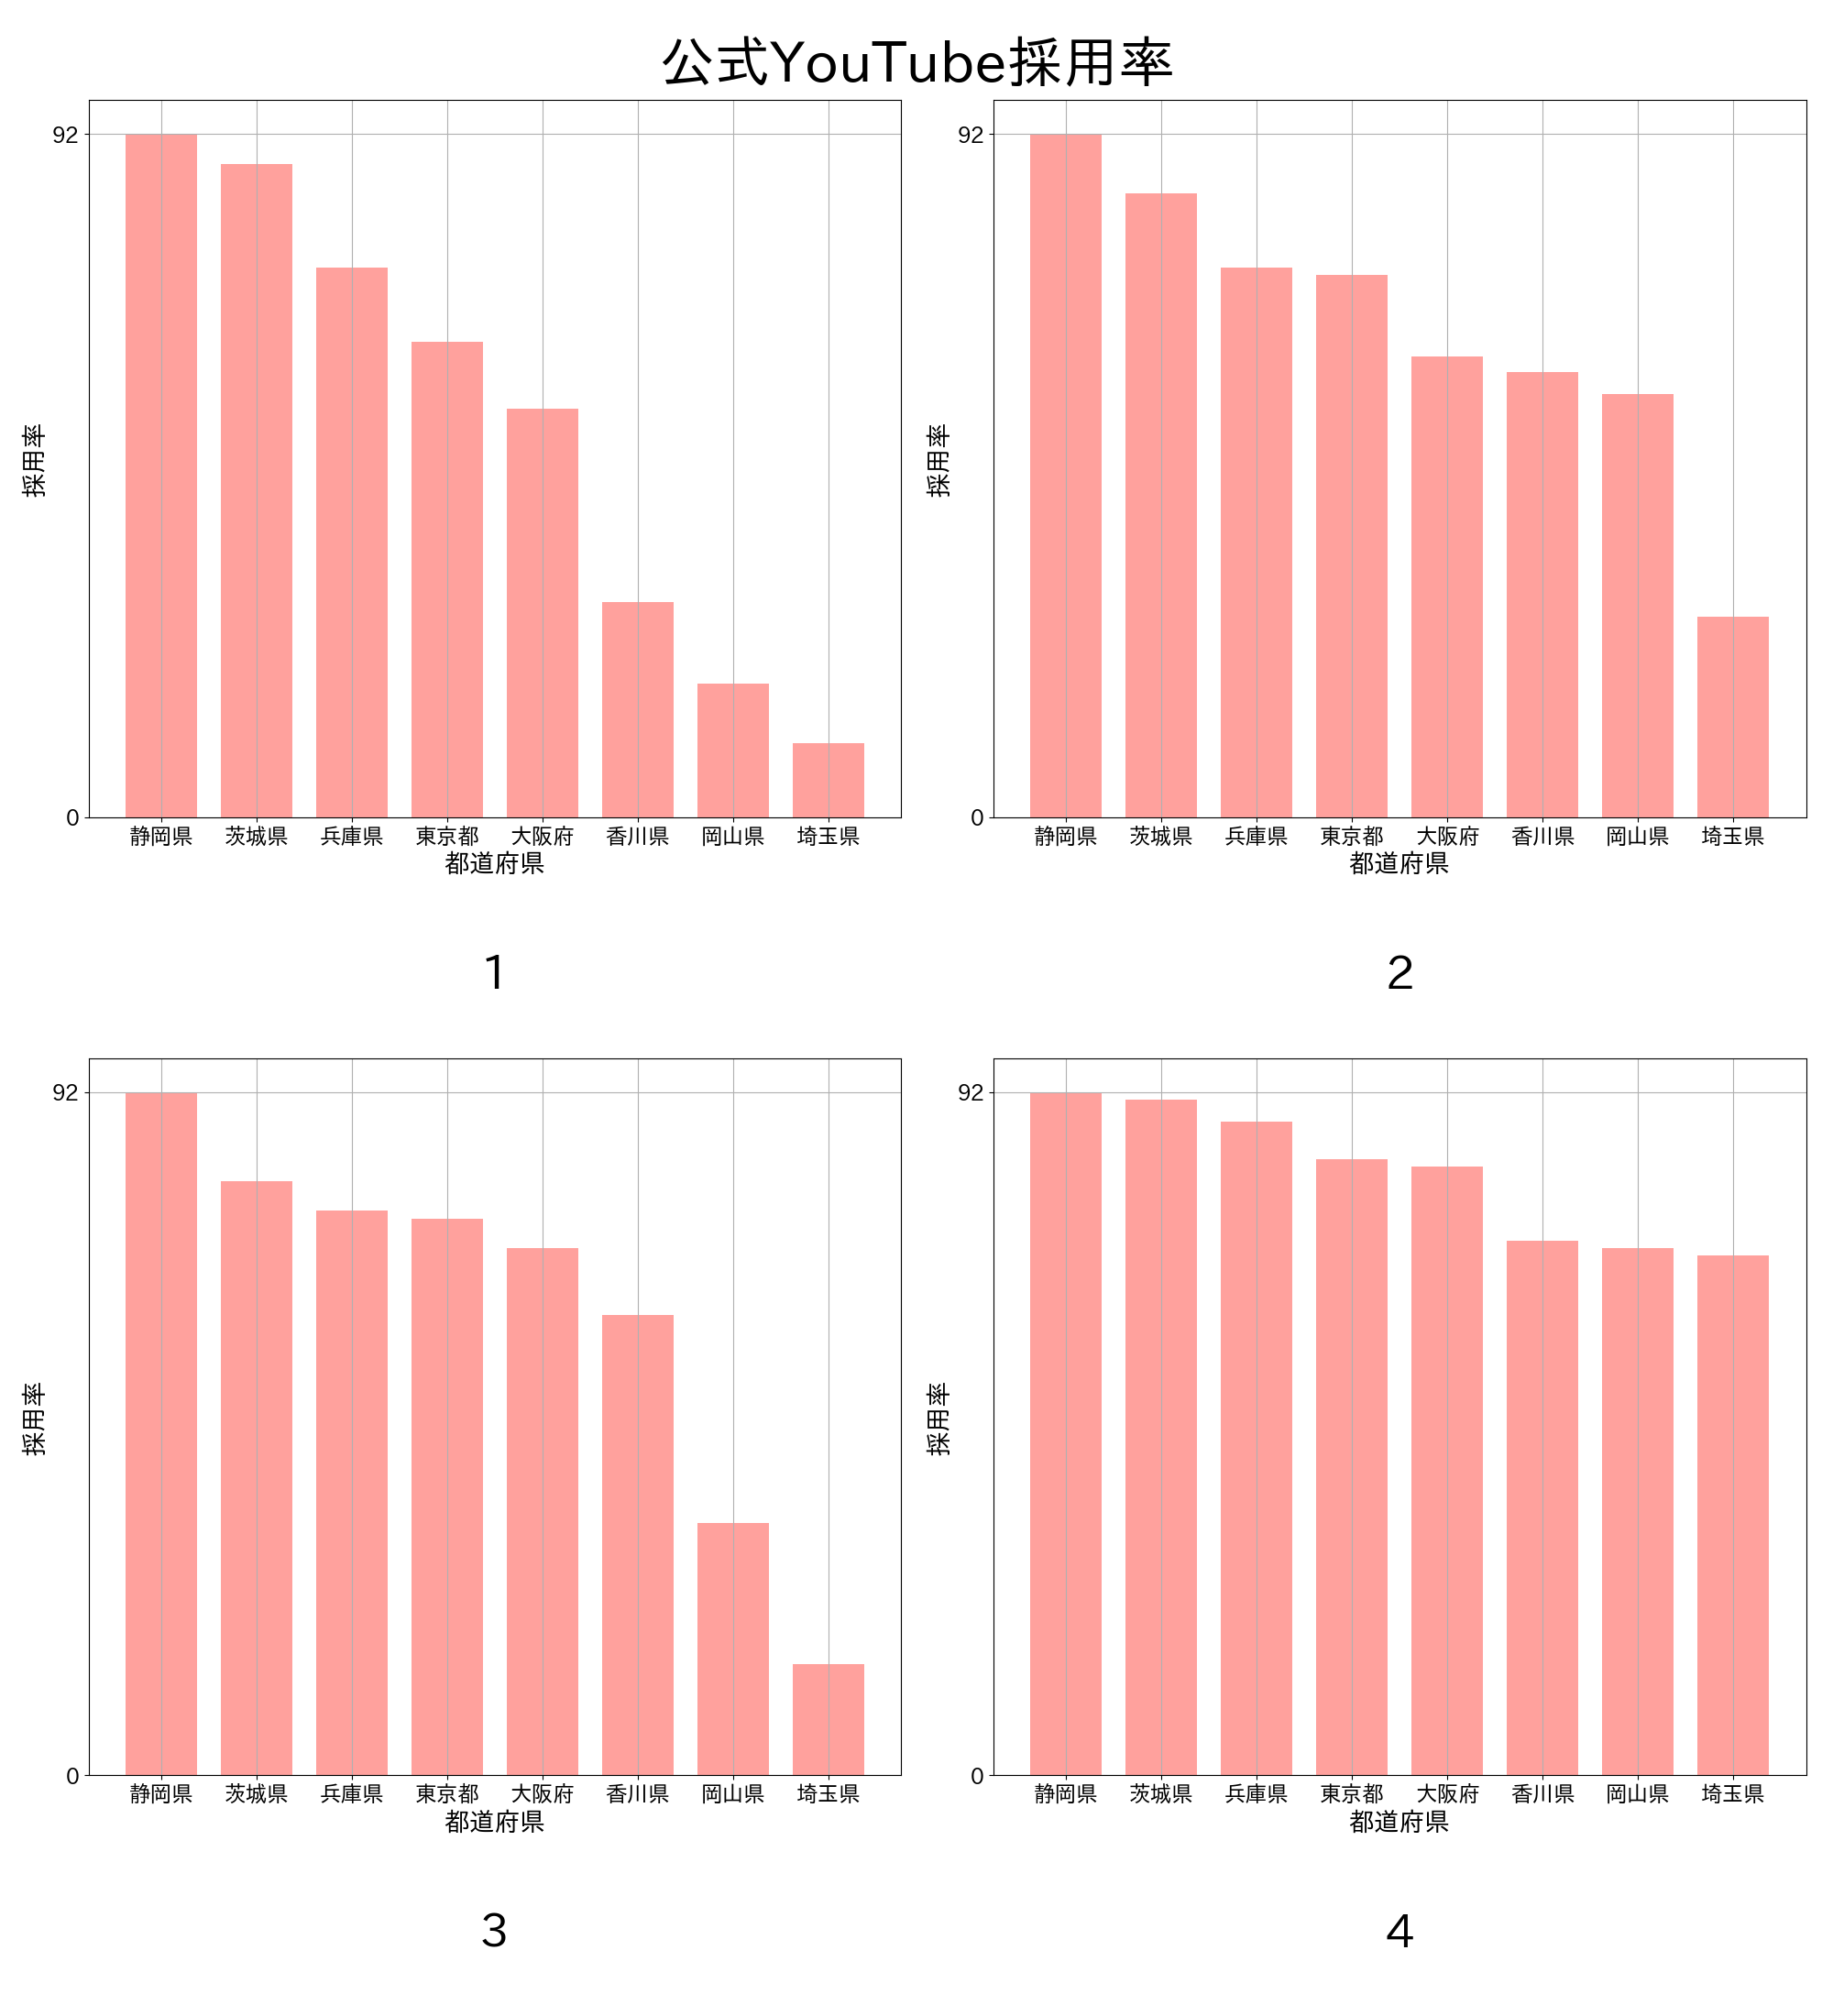 公式YouTube採用率
92
0
採用率
静岡県 茨城県 兵庫県 東京都 大阪府 香川県 岡山県 埼玉県
都道府県
1
92
0
採用率
静岡県 茨城県 兵庫県 東京都 大阪府 香川県 岡山県 埼玉県
都道府県
2
92
0
採用率
静岡県 茨城県 兵庫県 東京都 大阪府 香川県 岡山県 埼玉県
都道府県
3
92
0
採用率
静岡県 茨城県 兵庫県 東京都 大阪府 香川県 岡山県 埼玉県
都道府県
4